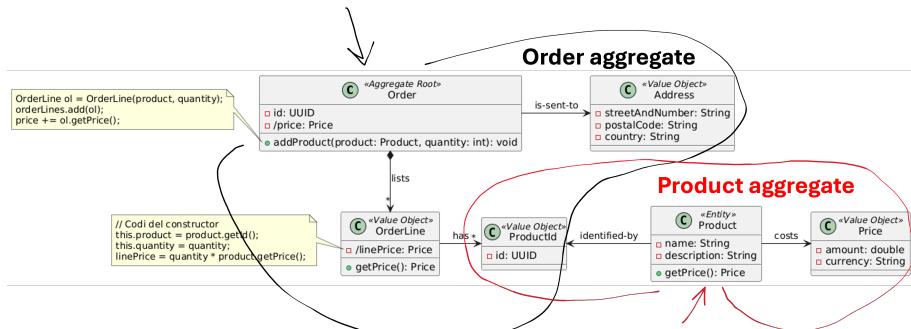 Order aggregate
OrderLine ol = OrderLine(product, quantity);
orderLines.add(ol);
price += ol.getPrice();
C
«Aggregate Root»
Order
id: UUID
/price: Price
addProduct(product: Product, quantity: int): void
is-sent-to
C
«Value Object»
Address
streetAndNumber: String
postalCode: String
country: String
lists
*
Product aggregate
// Codi del constructor
this.product = product.getId();
this.quantity = quantity;
linePrice = quantity * product.getPrice();
C
«Value Object»
OrderLine
/linePrice: Price
getPrice(): Price
has *
C
«Value Object»
ProductId
id: UUID
identified-by
C
«Entity»
Product
name: String
description: String
getPrice(): Price
costs
C
«Value Object»
Price
amount: double
currency: String